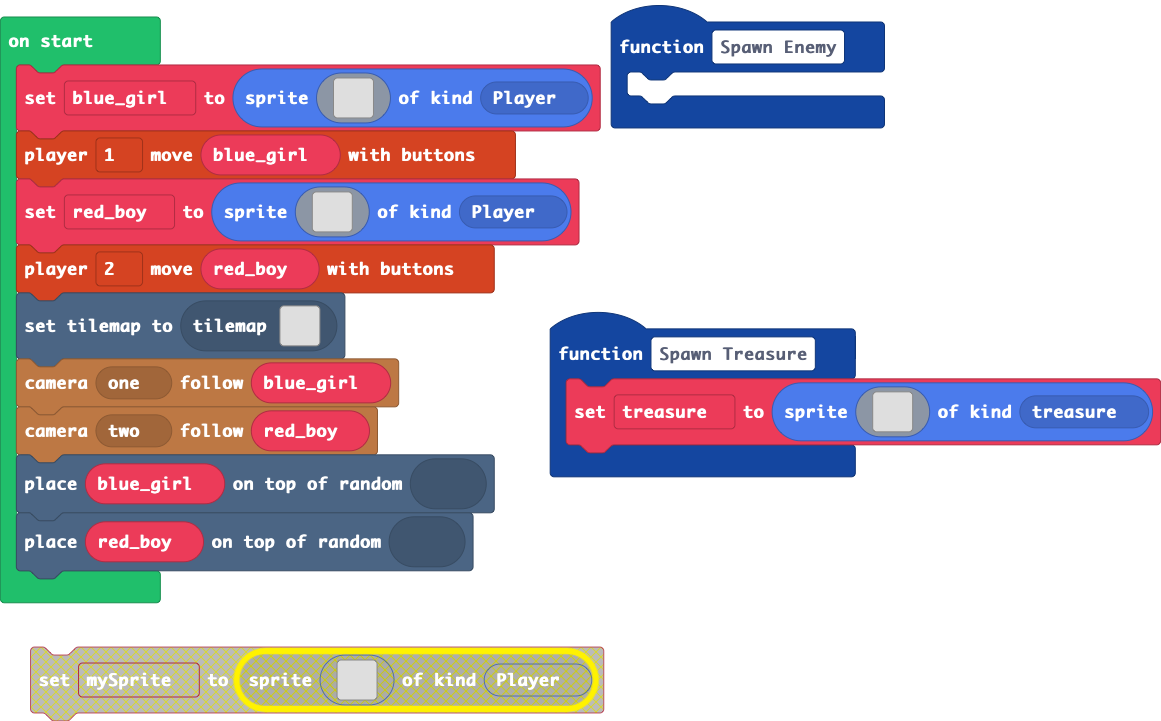 on start
set blue_girl to sprite of kind Player
player 1 move blue_girl with buttons
set red_boy to sprite of kind Player
player 2 move red_boy with buttons
set tilemap to tilemap
camera one follow blue_girl
camera two follow red_boy
place blue_girl on top of random
place red_boy on top of random
function Spawn Enemy
function Spawn Treasure
set treasure to sprite of kind treasure
set mySprite to sprite of kind Player